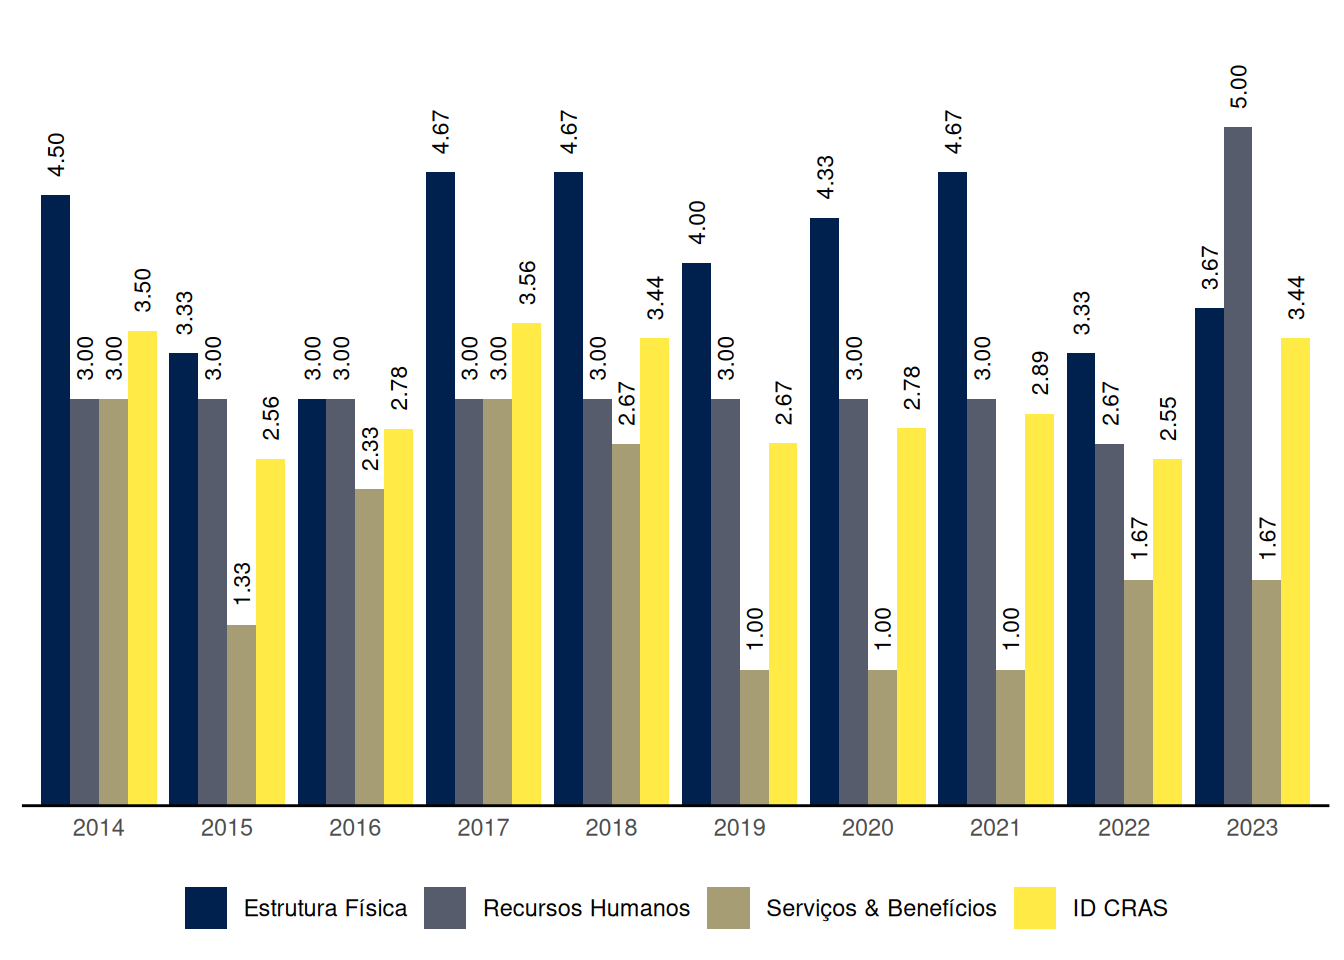 4.50 3.00 3.00 3.50
3.33 3.00 1.33 2.56
3.00 3.00 2.33 2.78
4.67 3.00 3.00 3.56
4.67 3.00 2.67 3.44
4.00 3.00 1.00 2.67
4.33 3.00 1.00 2.78
4.67 3.00 1.00 2.89
3.33 2.67 1.67 2.55
3.67 5.00 1.67 3.44
2014 2015 2016 2017 2018 2019 2020 2021 2022 2023
Estrutura Física Recursos Humanos Serviços & Benefícios ID CRAS